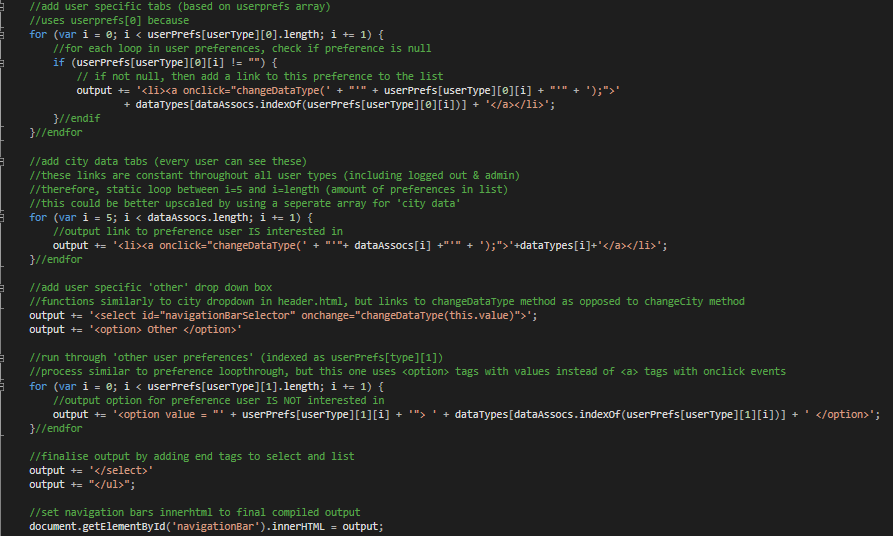 //add user specific tabs (based on userprefs array)
//uses userprefs[0] because
for (var i = 0; i < userPrefs[userType][0].length; i += 1) {
//for each loop in user preferences, check if preference is null
if (userPrefs[userType][0][i] != "") {
// if not null, then add a link to this preference to the list
output += '<li><a onclick="changeDataType(' + "'" + userPrefs[userType][0][i] + "'" + ');">'
+ dataTypes[dataAssocs.indexOf(userPrefs[userType][0][i])] + '</a></li>';
}//endif
}//endfor
//add city data tabs (every user can see these)
//these links are constant throughout all user types (including logged out & admin)
//therefore, static loop between i=5 and i=length (amount of preferences in list)
//this could be better upscaled by using a seperate array for 'city data'
for (var i = 5; i < dataAssocs.length; i += 1) {
//output link to preference user IS interested in
output += '<li><a onclick="changeDataType(' + "'"+ dataAssocs[i] +"'" + ');">'+dataTypes[i]+'</a></li>';
}//endfor
//add user specific 'other' drop down box
//functions similarly to city dropdown in header.html, but links to changeDataType method as opposed to changeCity method
output += '<select id="navigationBarSelector" onchange="changeDataType(this.value)">';
output += '<option> Other </option>'
//run through 'other user preferences' (indexed as userPrefs[type][1])
//process similar to preference loopthrough, but this one uses <option> tags with values instead of <a> tags with onclick events
for (var i = 0; i < userPrefs[userType][1].length; i += 1) {
//output option for preference user IS NOT interested in
output += '<option value = "' + userPrefs[userType][1][i] + '"> ' + dataTypes[dataAssocs.indexOf(userPrefs[userType][1][i])] + ' </option>';
}//endfor
//finalise output by adding end tags to select and list
output += '</select>'
output += "</ul>";
//set navigation bars innerhtml to final compiled output
document.getElementById('navigationBar').innerHTML = output;